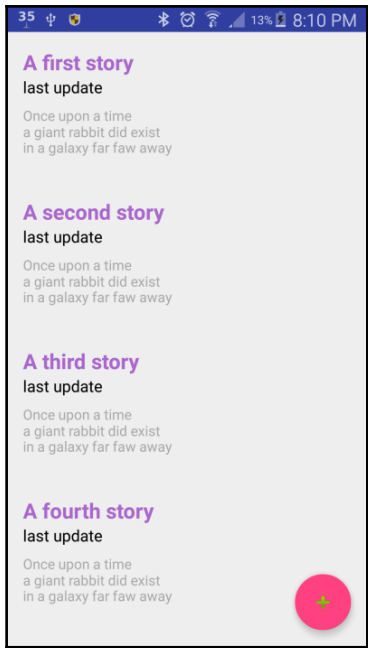 35 13% 8:10 PM
A first story
last update
Once upon a time
a giant rabbit did exist
in a galaxy far faw away
A second story
last update
Once upon a time
a giant rabbit did exist
in a galaxy far faw away
A third story
last update
Once upon a time
a giant rabbit did exist
in a galaxy far faw away
A fourth story
last update
Once upon a time
a giant rabbit did exist
in a galaxy far faw away